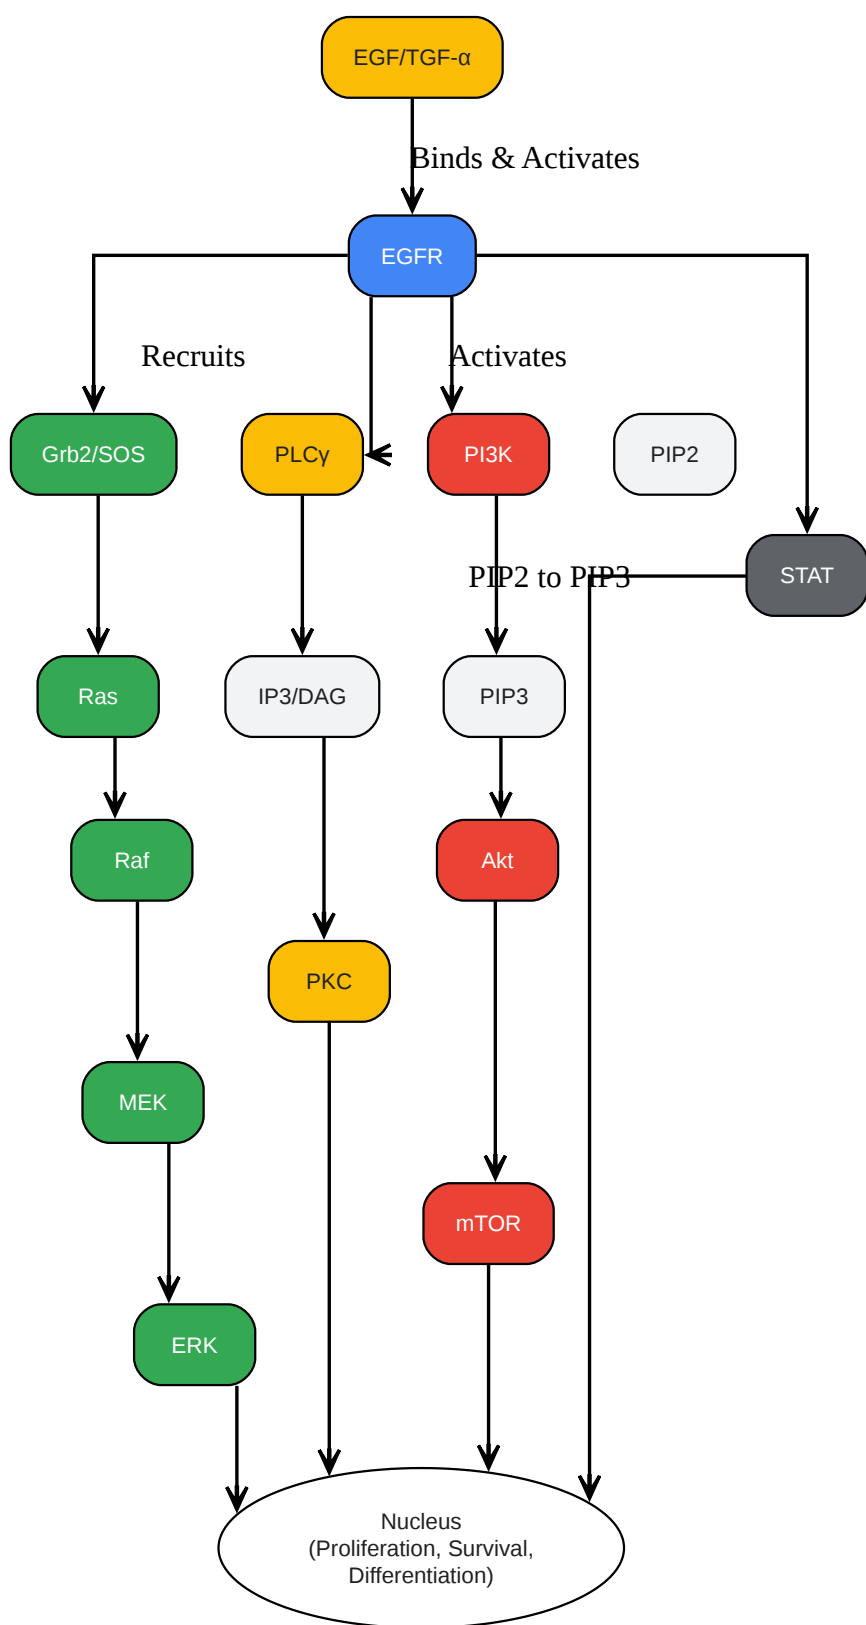 EGF/TGF-α
Binds & Activates
EGFR
Recruits
Activates
Grb2/SOS
PLCγ
PI3K
PIP2
PIP2 to PIP3
STAT
Ras
IP3/DAG
PIP3
Raf
Akt
PKC
MEK
mTOR
ERK
Nucleus
(Proliferation, Survival,
Differentiation)